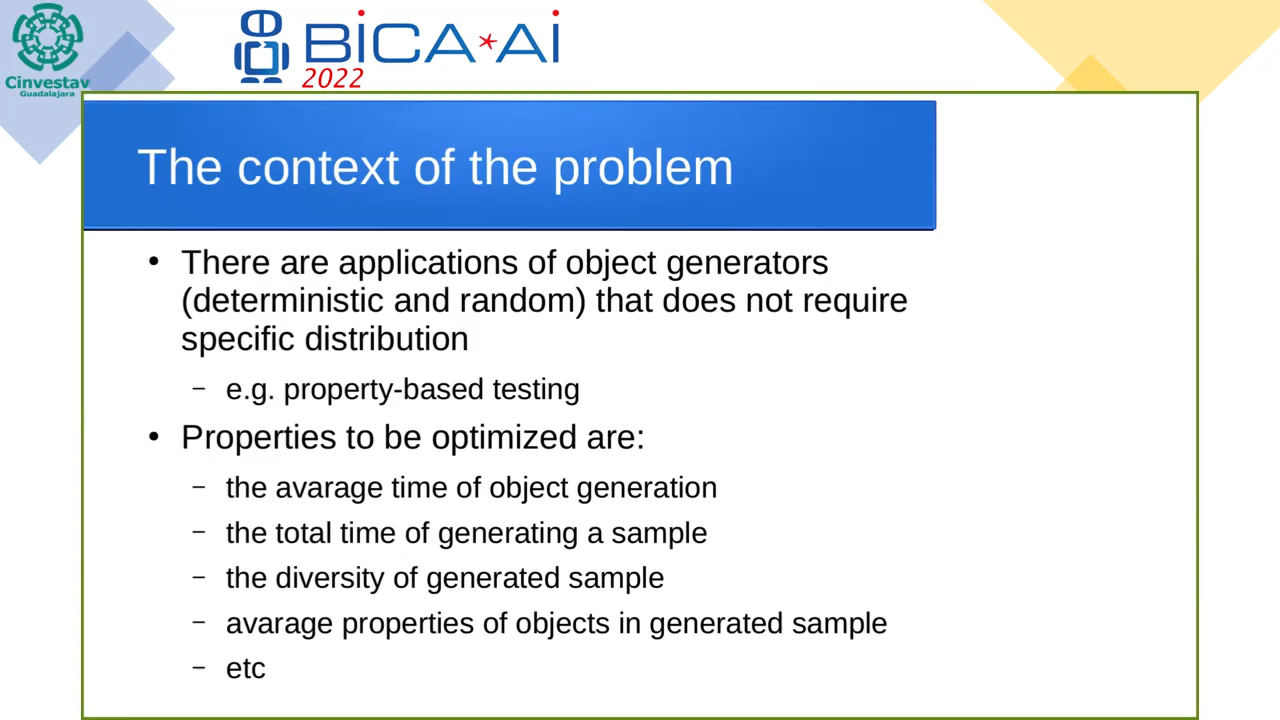 Cinvestav
Guadalajara
BiCA*Ai
2022
The context of the problem
• There are applications of object generators
(deterministic and random) that does not require
specific distribution
– e.g. property-based testing
• Properties to be optimized are:
– the avarage time of object generation
– the total time of generating a sample
– the diversity of generated sample
– avarage properties of objects in generated sample
– etc